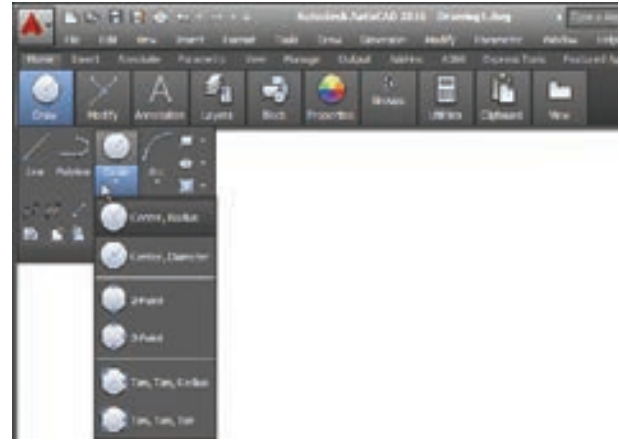 Autodesk AutoCAD 2016 Drawing1.dwg
File Edit View Insert Format Tools Draw Dimension Modify Parametric Window Help
Home Insert Annotate Parametric View Manage Output Add-ins A360 Express Tools Featured
Draw Modify Annotation Layers Block Properties Groups Utilities Clipboard View
Line Polyline Circle Arc
Center, Radius
Center, Diameter
2-Point
3-Point
Tan, Tan, Radius
Tan, Tan, Tan